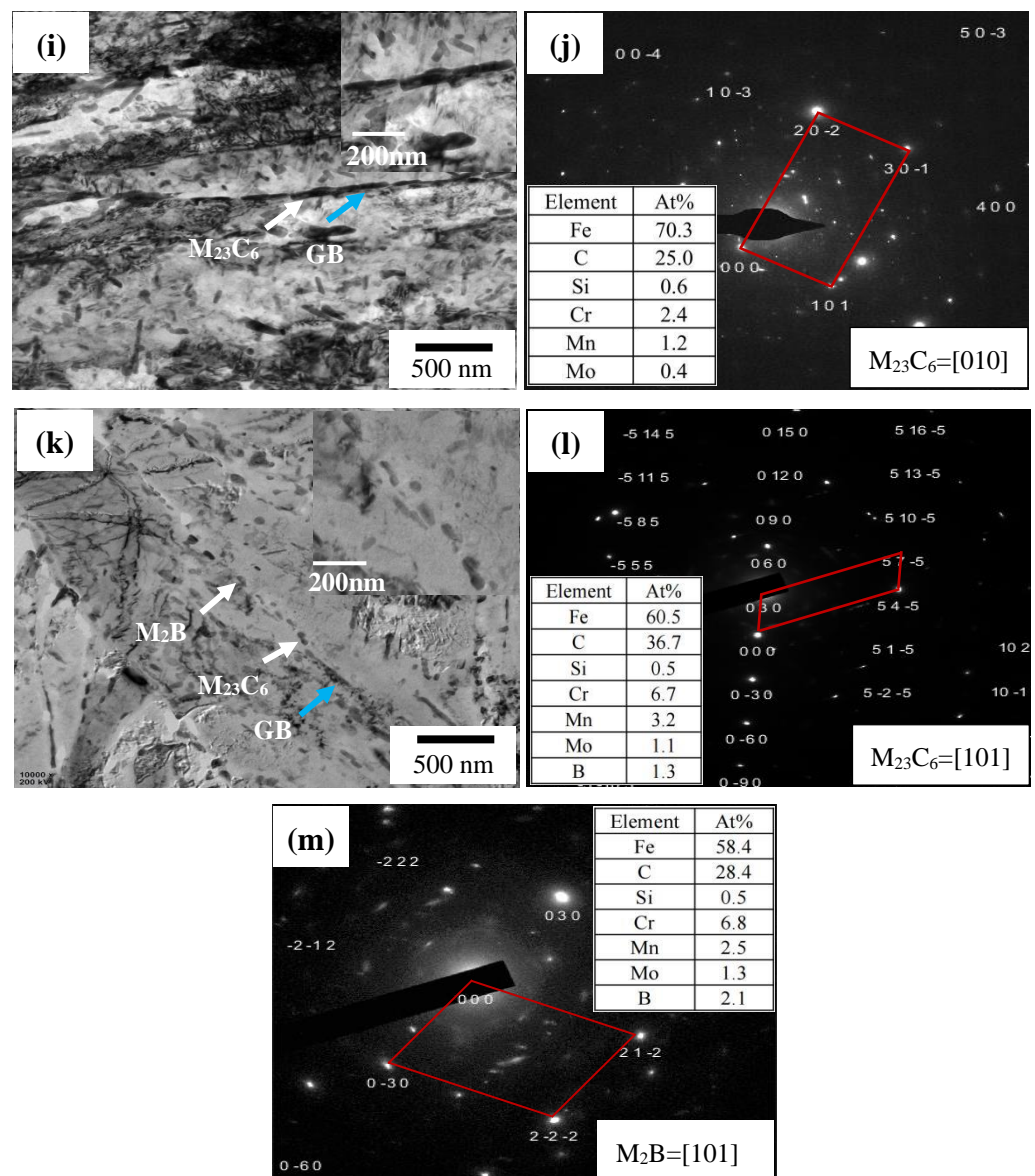 (i)
200nm
M₂₃C₆
GB
500 nm
(j)
5 0 -3
0 0 -4
1 0 -3
2 0 -2
3 0 -1
4 0 0
0 0 0
1 0 1
Element At%
Fe 70.3
C 25.0
Si 0.6
Cr 2.4
Mn 1.2
Mo 0.4
M₂₃C₆=[010]
(k)
200nm
M₂B
M₂₃C₆
GB
500 nm
10000 x
200 kV
(l)
-5 14 5
0 15 0
5 16 -5
-5 11 5
0 12 0
5 13 -5
-5 8 5
0 9 0
5 10 -5
-5 5 5
0 6 0
5 7 -5
0 3 0
5 4 -5
0 0 0
5 1 -5
10 2
0 -3 0
5 -2 -5
10 -1
0 -6 0
0 -9 0
Element At%
Fe 60.5
C 36.7
Si 0.5
Cr 6.7
Mn 3.2
Mo 1.1
B 1.3
M₂₃C₆=[101]
(m)
-2 2 2
0 3 0
-2 -1 2
0 0 0
2 1 -2
0 -3 0
2 -2 -2
0 -6 0
Element At%
Fe 58.4
C 28.4
Si 0.5
Cr 6.8
Mn 2.5
Mo 1.3
B 2.1
M₂B=[101]